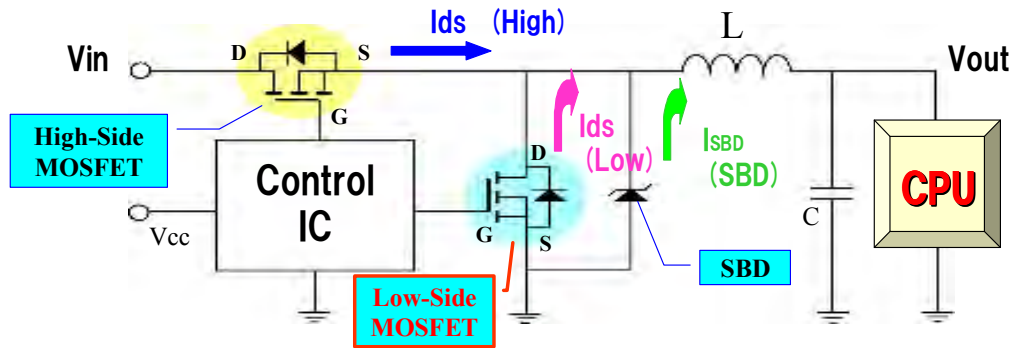 Ids (High)
L
D
S
Vin
Vout
G
High-Side
MOSFET
Ids
(Low)
ISBD
(SBD)
Control
IC
D
G
S
CPU
C
Vcc
SBD
Low-Side
MOSFET